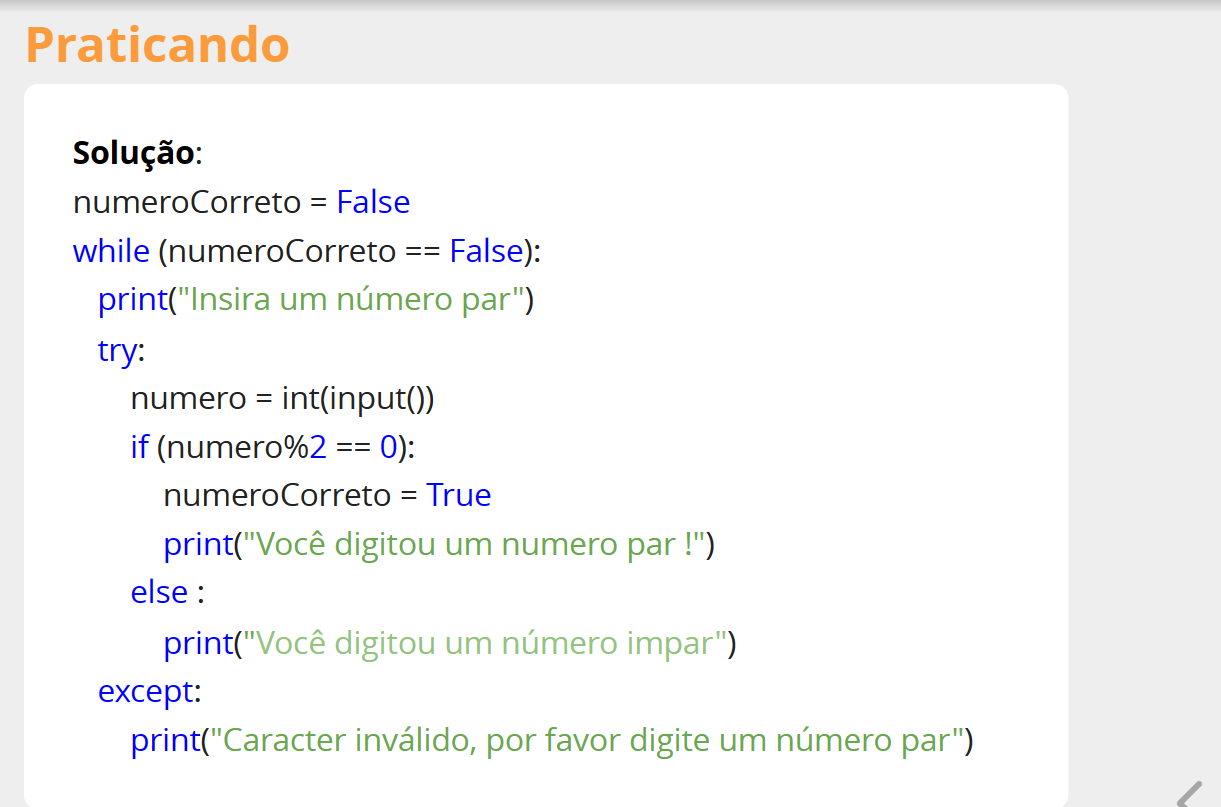 Praticando
Solução:
numeroCorreto = False
while (numeroCorreto == False):
print("Insira um número par")
try:
numero = int(input())
if (numero%2 == 0):
numeroCorreto = True
print("Você digitou um numero par !")
else :
print("Você digitou um número impar")
except:
print("Caracter inválido, por favor digite um número par")